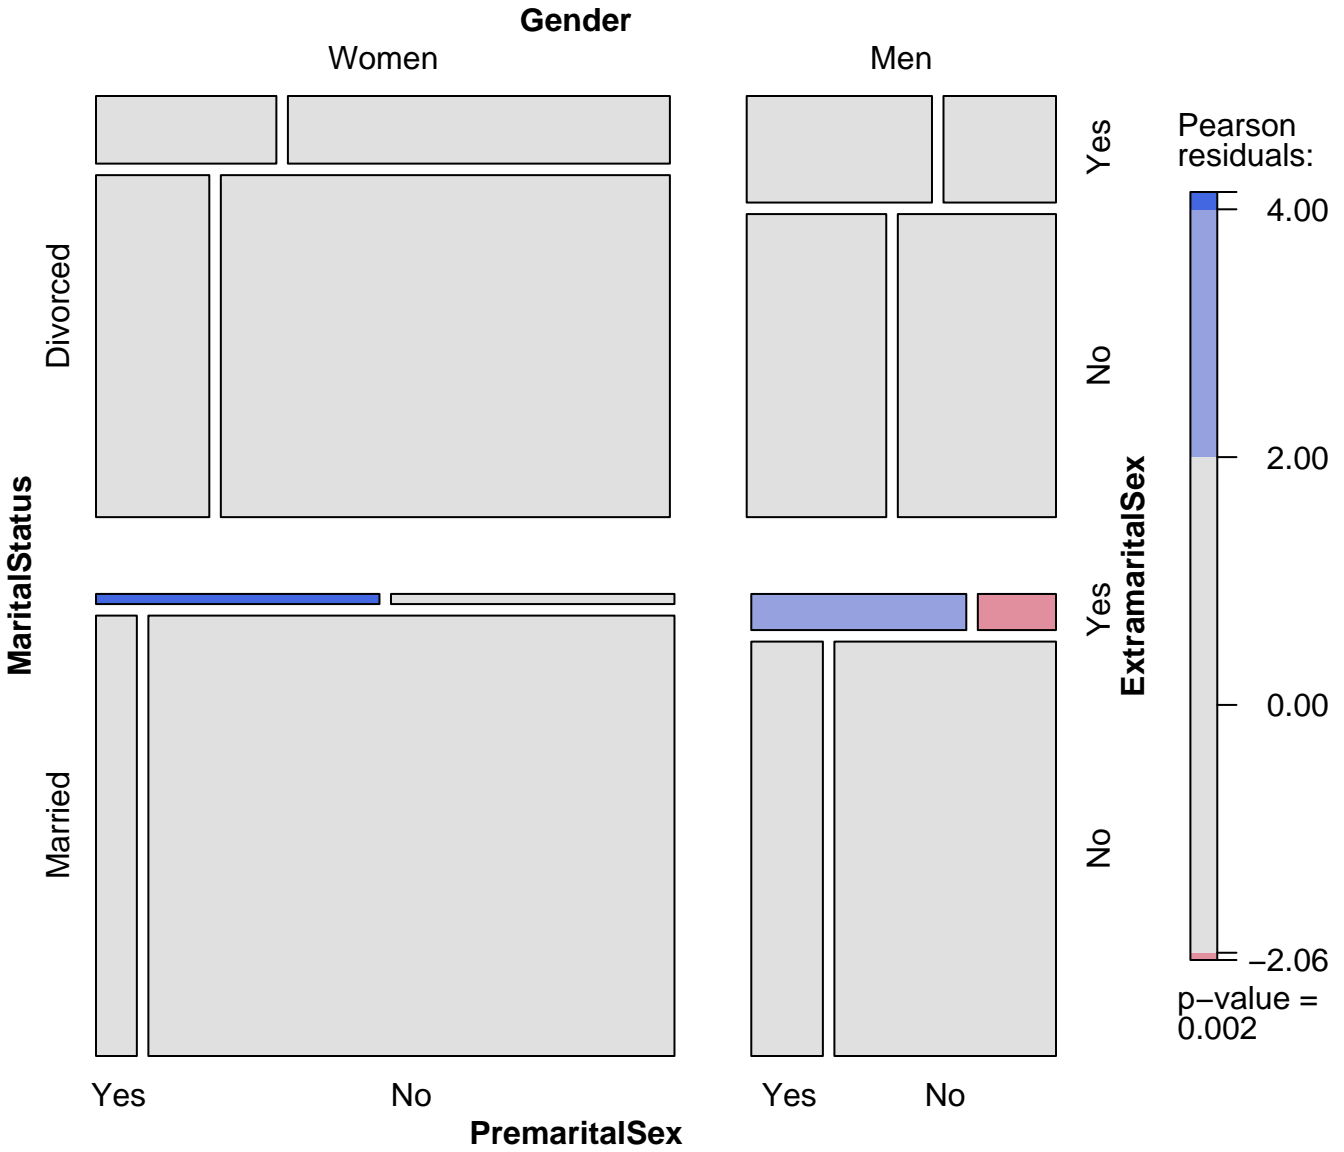 Gender
Women
Men
Yes
No
Yes
No
Divorced
Married
MaritalStatus
ExtramaritalSex
Yes
No
Yes
No
PremaritalSex
Pearson
residuals:
4.00
2.00
0.00
−2.06
p−value =
0.002